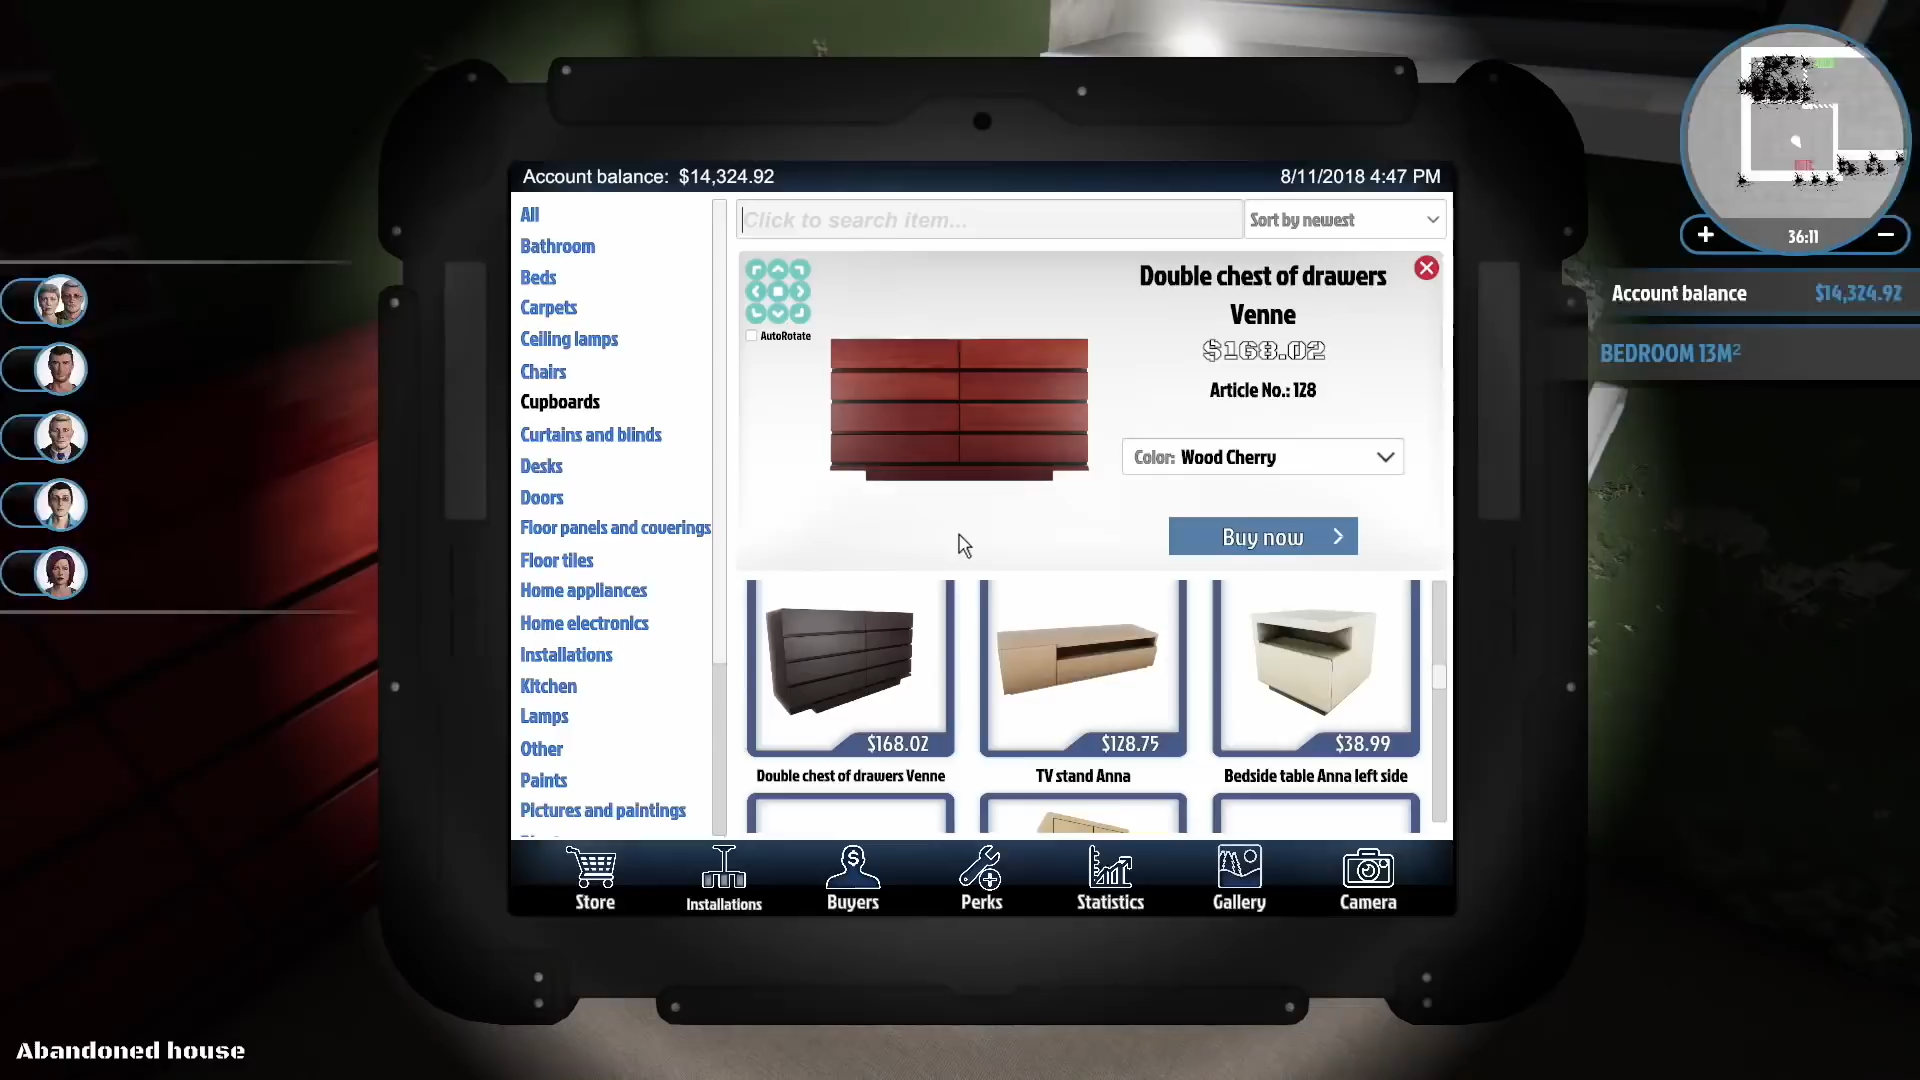 Account balance: $14,324.92
8/11/2018 4:47 PM
All
Bathroom
Beds
Carpets
Ceiling lamps
Chairs
Cupboards
Curtains and blinds
Desks
Doors
Floor panels and coverings
Floor tiles
Home appliances
Home electronics
Installations
Kitchen
Lamps
Other
Paints
Pictures and paintings
Click to search item...
Sort by newest
AutoRotate
Double chest of drawers
Venne
$168.02
Article No.: 128
Color: Wood Cherry
Buy now
$168.02
Double chest of drawers Venne
$128.75
TV stand Anna
$38.99
Bedside table Anna left side
Store
Installations
Buyers
Perks
Statistics
Gallery
Camera
+ 36:11 −
Account balance $14,324.92
BEDROOM 13M²
Abandoned house